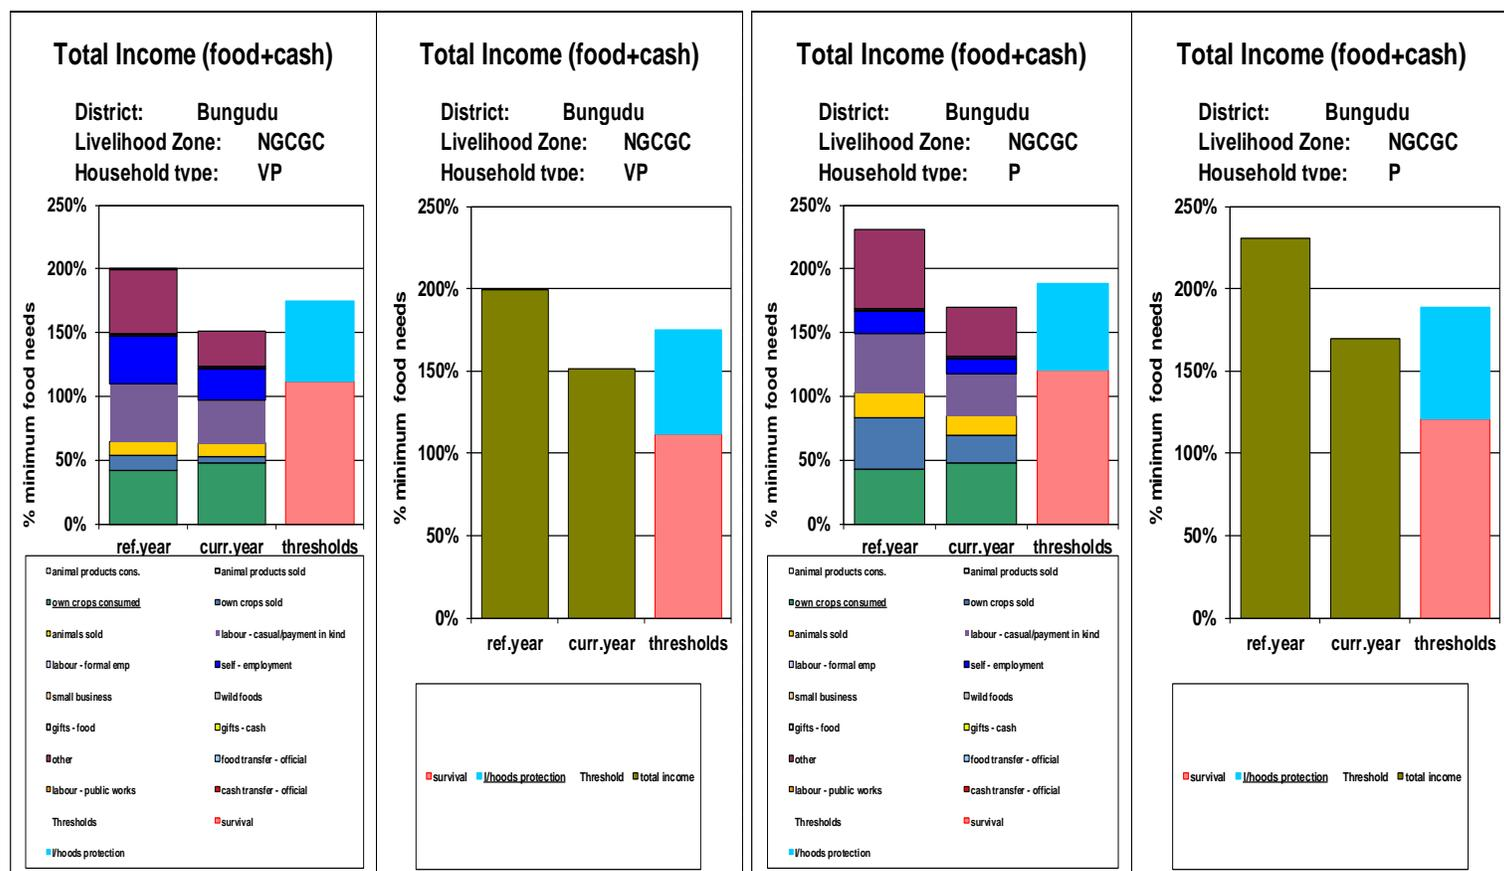 Total Income (food+cash)
District: Bungudu
Livelihood Zone: NGCGC
Household type: VP
250%
200%
150%
100%
50%
0%
% minimum food needs
ref.year curr.year thresholds
animal products cons. animal products sold
own crops consumed own crops sold
animals sold labour - casual/payment in kind
labour - formal emp self - employment
small business wild foods
gifts - food gifts - cash
other food transfer - official
labour - public works cash transfer - official
Thresholds survival
l/hoods protection
Total Income (food+cash)
District: Bungudu
Livelihood Zone: NGCGC
Household type: VP
250%
200%
150%
100%
50%
0%
% minimum food needs
ref.year curr.year thresholds
survival l/hoods protection Threshold total income
Total Income (food+cash)
District: Bungudu
Livelihood Zone: NGCGC
Household type: P
250%
200%
150%
100%
50%
0%
% minimum food needs
ref.year curr.year thresholds
animal products cons. animal products sold
own crops consumed own crops sold
animals sold labour - casual/payment in kind
labour - formal emp self - employment
small business wild foods
gifts - food gifts - cash
other food transfer - official
labour - public works cash transfer - official
Thresholds survival
l/hoods protection
Total Income (food+cash)
District: Bungudu
Livelihood Zone: NGCGC
Household type: P
250%
200%
150%
100%
50%
0%
% minimum food needs
ref.year curr.year thresholds
survival l/hoods protection Threshold total income